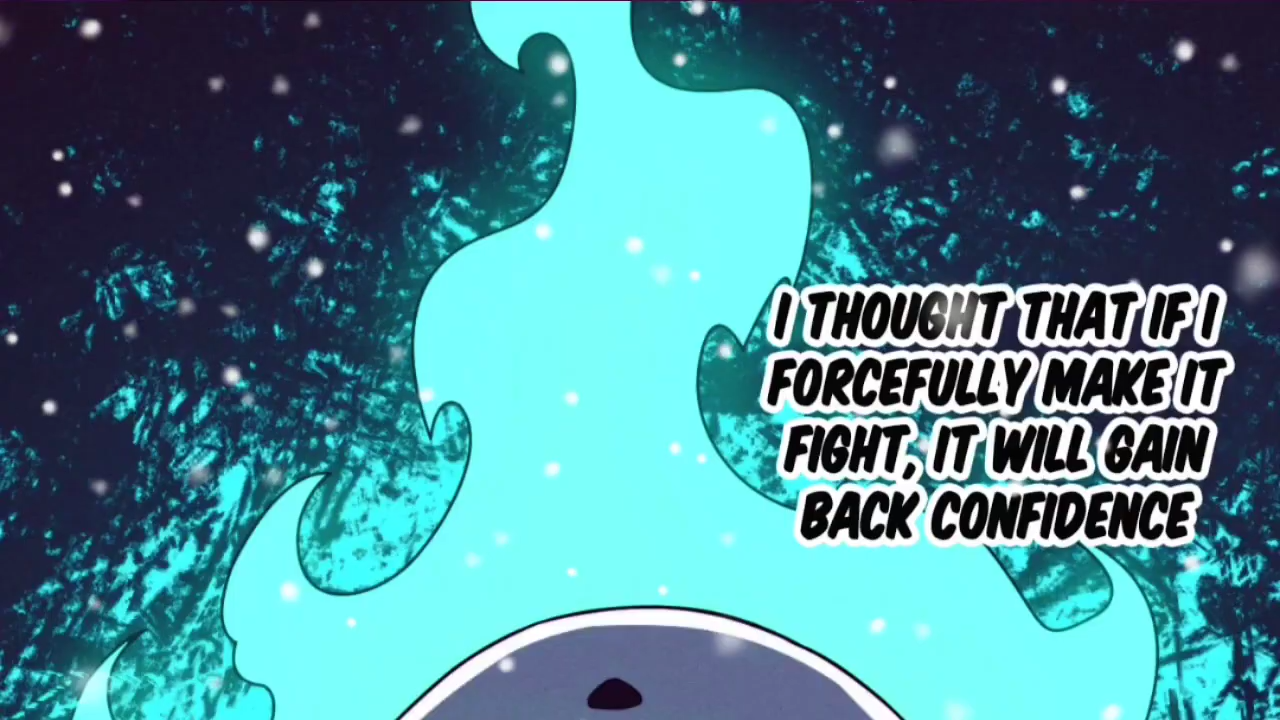 I THOUGHT THAT IF I
FORCEFULLY MAKE IT
FIGHT, IT WILL GAIN
BACK CONFIDENCE